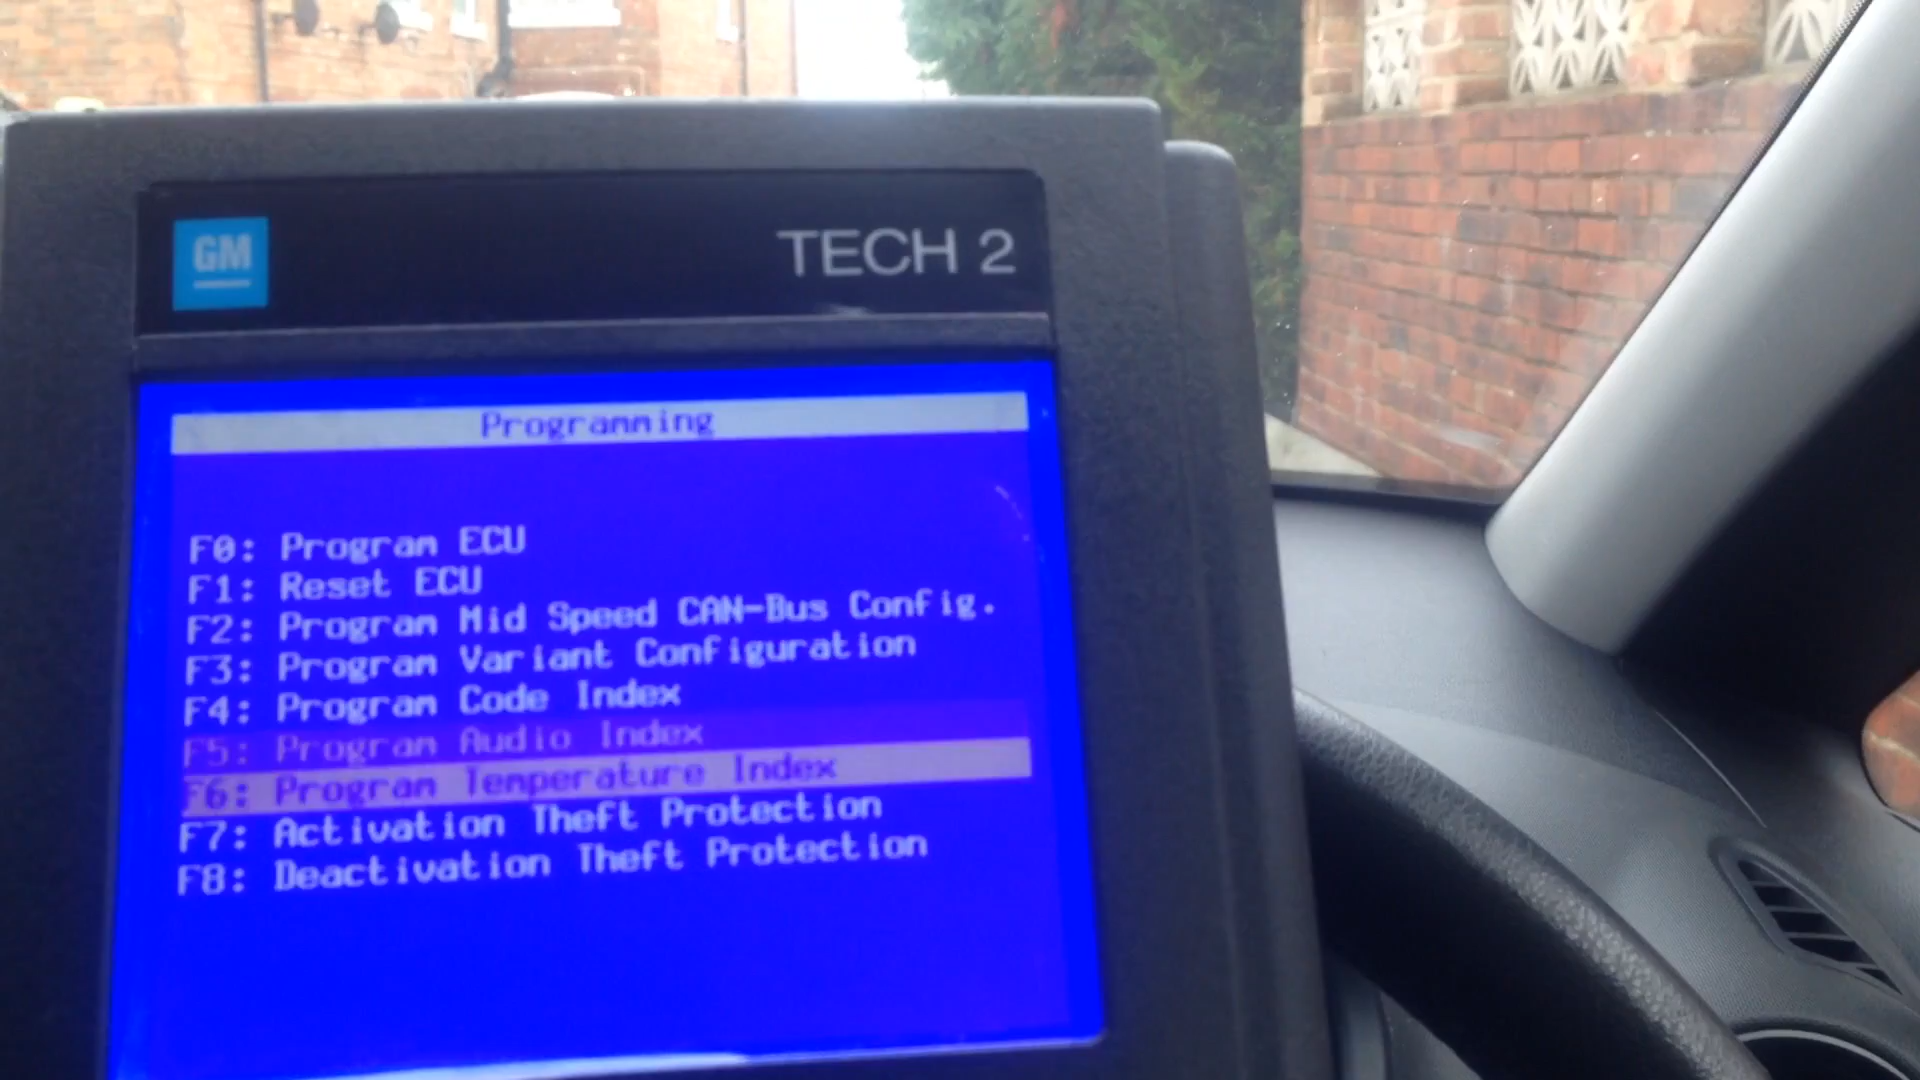 GM
TECH 2
Programming
F0: Program ECU
F1: Reset ECU
F2: Program Mid Speed CAN-Bus Config.
F3: Program Variant Configuration
F4: Program Code Index
F5: Program Audio Index
F6: Program Temperature Index
F7: Activation Theft Protection
F8: Deactivation Theft Protection